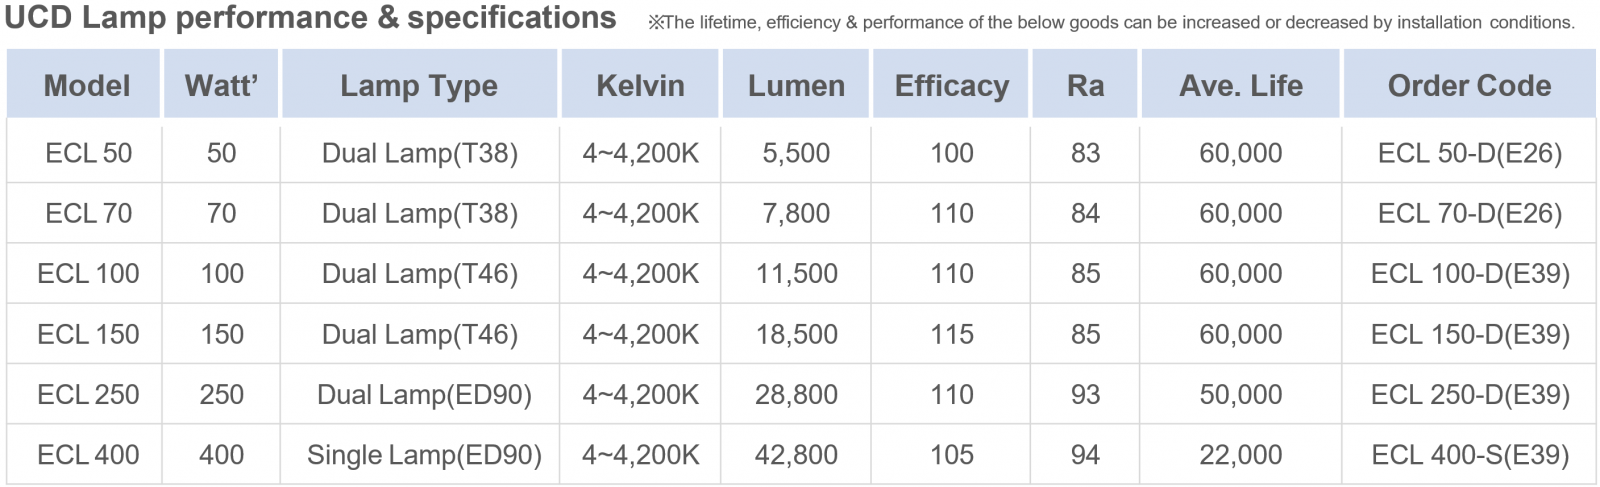 UCD Lamp performance & specifications ※The lifetime, efficiency & performance of the below goods can be increased or decreased by installation conditions.
Model Watt’ Lamp Type Kelvin Lumen Efficacy Ra Ave. Life Order Code
ECL 50 50 Dual Lamp(T38) 4~4,200K 5,500 100 83 60,000 ECL 50-D(E26)
ECL 70 70 Dual Lamp(T38) 4~4,200K 7,800 110 84 60,000 ECL 70-D(E26)
ECL 100 100 Dual Lamp(T46) 4~4,200K 11,500 110 85 60,000 ECL 100-D(E39)
ECL 150 150 Dual Lamp(T46) 4~4,200K 18,500 115 85 60,000 ECL 150-D(E39)
ECL 250 250 Dual Lamp(ED90) 4~4,200K 28,800 110 93 50,000 ECL 250-D(E39)
ECL 400 400 Single Lamp(ED90) 4~4,200K 42,800 105 94 22,000 ECL 400-S(E39)